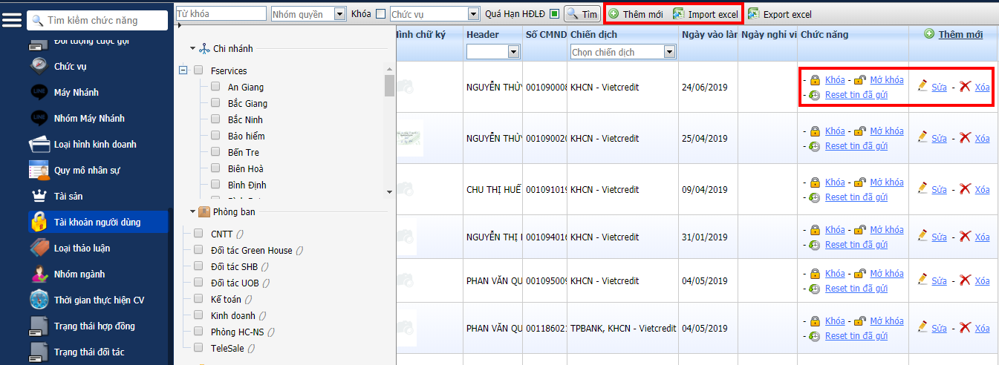 Tìm kiếm chức năng
Đối tượng cuộc gọi
Chức vụ
Máy Nhánh
Nhóm Máy Nhánh
Loại hình kinh doanh
Quy mô nhân sự
Tài sản
Tài khoản người dùng
Loại thảo luận
Nhóm ngành
Thời gian thực hiện CV
Trạng thái hợp đồng
Trạng thái đối tác
Từ khóa Nhóm quyền Khóa Chức vụ Quá Hạn HĐLĐ Tìm Thêm mới Import excel Export excel
Chi nhánh
Fservices
An Giang
Bắc Giang
Bắc Ninh
Bảo hiểm
Bến Tre
Biên Hoà
Bình Định
Phòng ban
CNTT ()
Đối tác Green House ()
Đối tác SHB ()
Đối tác UOB ()
Kế toán ()
Kinh doanh ()
Phòng HC-NS ()
TeleSale ()
Hình chữ ký Header Số CMND Chiến dịch Ngày vào làm Ngày nghỉ vi Chức năng Thêm mới
Chọn chiến dịch
NGUYỄN THÙY 001090008 KHCN - Vietcredit 24/06/2019 - Khóa - Mở khóa Sửa - Xóa
- Reset tin đã gửi
NGUYỄN THÙY 001090020 KHCN - Vietcredit 25/04/2019 - Khóa - Mở khóa Sửa - Xóa
- Reset tin đã gửi
CHU THỊ HUẾ 001091019 KHCN - Vietcredit 09/04/2019 - Khóa - Mở khóa Sửa - Xóa
- Reset tin đã gửi
NGUYỄN THỊ 001094016 KHCN - Vietcredit 31/01/2019 - Khóa - Mở khóa Sửa - Xóa
- Reset tin đã gửi
PHAN VĂN QU 001095009 KHCN - Vietcredit 04/05/2019 - Khóa - Mở khóa Sửa - Xóa
- Reset tin đã gửi
PHAN VĂN QU 001186021 TPBANK, KHCN - Vietcredit 04/05/2019 - Khóa - Mở khóa Sửa - Xóa
- Reset tin đã gửi